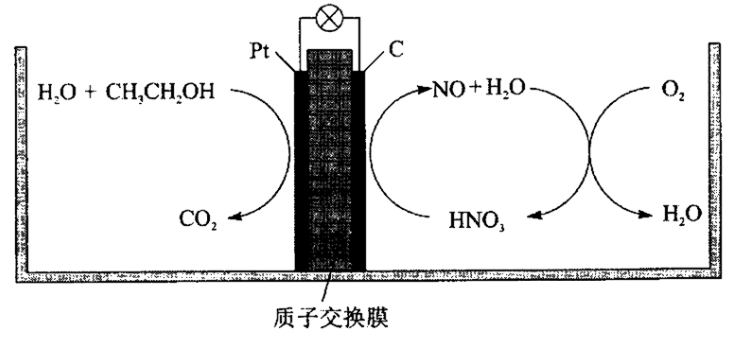 Pt
C
H₂O + CH₃CH₂OH
NO+H₂O
O₂
CO₂
HNO₃
H₂O
质子交换膜